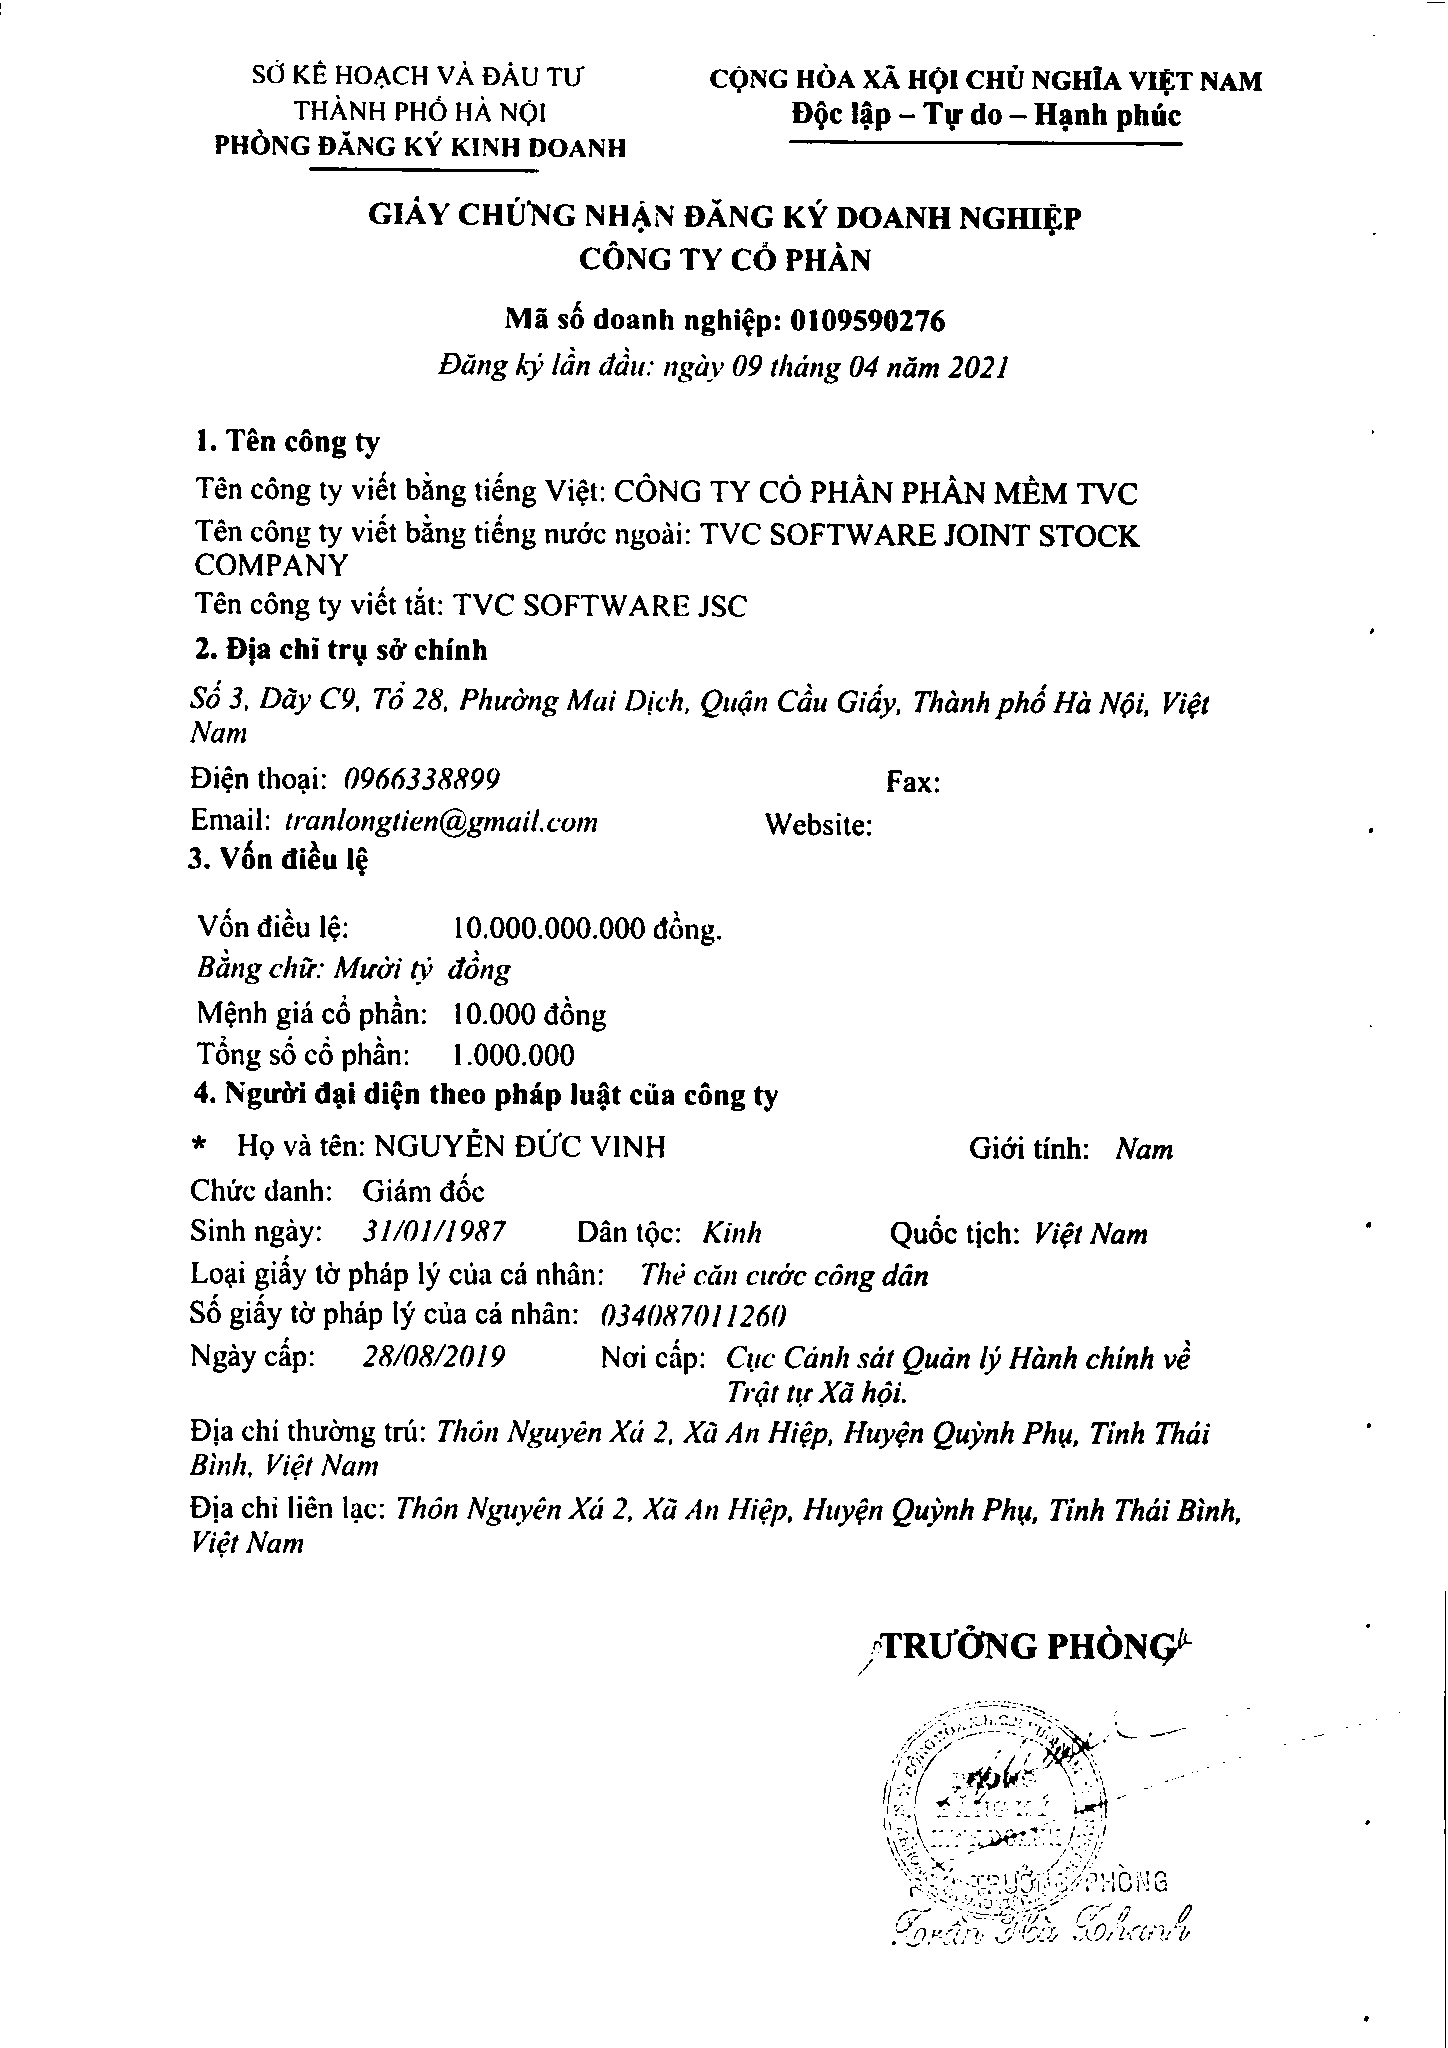 SỞ KẾ HOẠCH VÀ ĐẦU TƯ
THÀNH PHỐ HÀ NỘI
PHÒNG ĐĂNG KÝ KINH DOANH
CỘNG HÒA XÃ HỘI CHỦ NGHĨA VIỆT NAM
Độc lập – Tự do – Hạnh phúc
GIẤY CHỨNG NHẬN ĐĂNG KÝ DOANH NGHIỆP
CÔNG TY CỔ PHẦN
Mã số doanh nghiệp: 0109590276
Đăng ký lần đầu: ngày 09 tháng 04 năm 2021
1. Tên công ty
Tên công ty viết bằng tiếng Việt: CÔNG TY CỔ PHẦN PHẦN MỀM TVC
Tên công ty viết bằng tiếng nước ngoài: TVC SOFTWARE JOINT STOCK
COMPANY
Tên công ty viết tắt: TVC SOFTWARE JSC
2. Địa chỉ trụ sở chính
Số 3, Dãy C9, Tổ 28, Phường Mai Dịch, Quận Cầu Giấy, Thành phố Hà Nội, Việt
Nam
Điện thoại: 0966338899 Fax:
Email: tranlongtien@gmail.com Website:
3. Vốn điều lệ
Vốn điều lệ: 10.000.000.000 đồng.
Bằng chữ: Mười tỷ đồng
Mệnh giá cổ phần: 10.000 đồng
Tổng số cổ phần: 1.000.000
4. Người đại diện theo pháp luật của công ty
* Họ và tên: NGUYỄN ĐỨC VINH Giới tính: Nam
Chức danh: Giám đốc
Sinh ngày: 31/01/1987 Dân tộc: Kinh Quốc tịch: Việt Nam
Loại giấy tờ pháp lý của cá nhân: Thẻ căn cước công dân
Số giấy tờ pháp lý của cá nhân: 034087011260
Ngày cấp: 28/08/2019 Nơi cấp: Cục Cảnh sát Quản lý Hành chính về
Trật tự Xã hội.
Địa chỉ thường trú: Thôn Nguyên Xá 2, Xã An Hiệp, Huyện Quỳnh Phụ, Tỉnh Thái
Bình, Việt Nam
Địa chỉ liên lạc: Thôn Nguyên Xá 2, Xã An Hiệp, Huyện Quỳnh Phụ, Tỉnh Thái Bình,
Việt Nam
TRƯỞNG PHÒNG
TRƯỞNG PHÒNG
Trần Hà Thanh